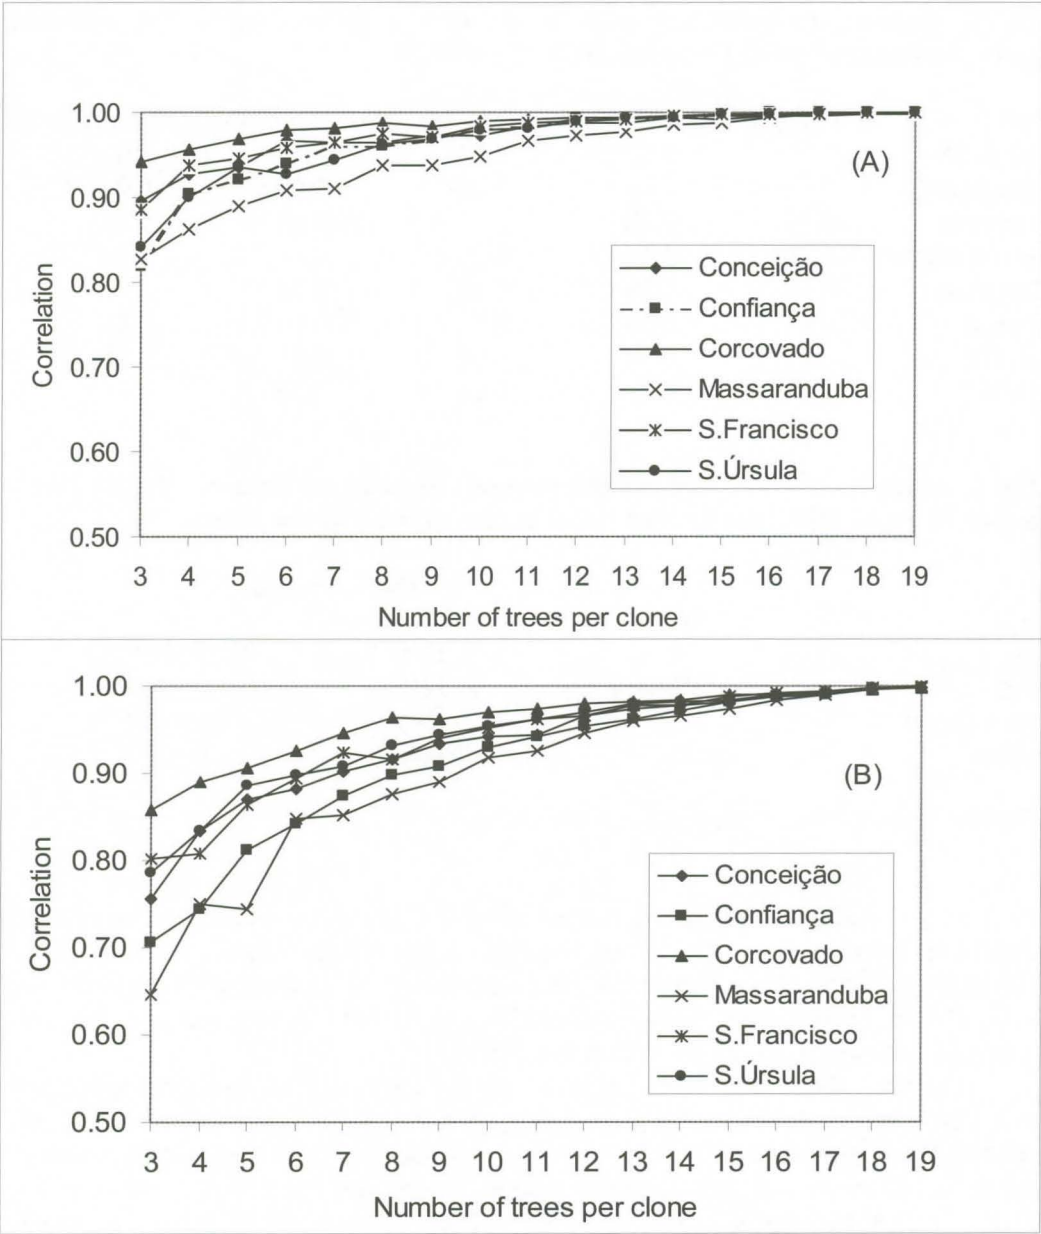 1.00
0.90
0.80
0.70
0.60
0.50
Correlation
(A)
Conceição
Confiança
Corcovado
Massaranduba
S.Francisco
S.Úrsula
3 4 5 6 7 8 9 10 11 12 13 14 15 16 17 18 19
Number of trees per clone
1.00
0.90
0.80
0.70
0.60
0.50
Correlation
(B)
Conceição
Confiança
Corcovado
Massaranduba
S.Francisco
S.Úrsula
3 4 5 6 7 8 9 10 11 12 13 14 15 16 17 18 19
Number of trees per clone